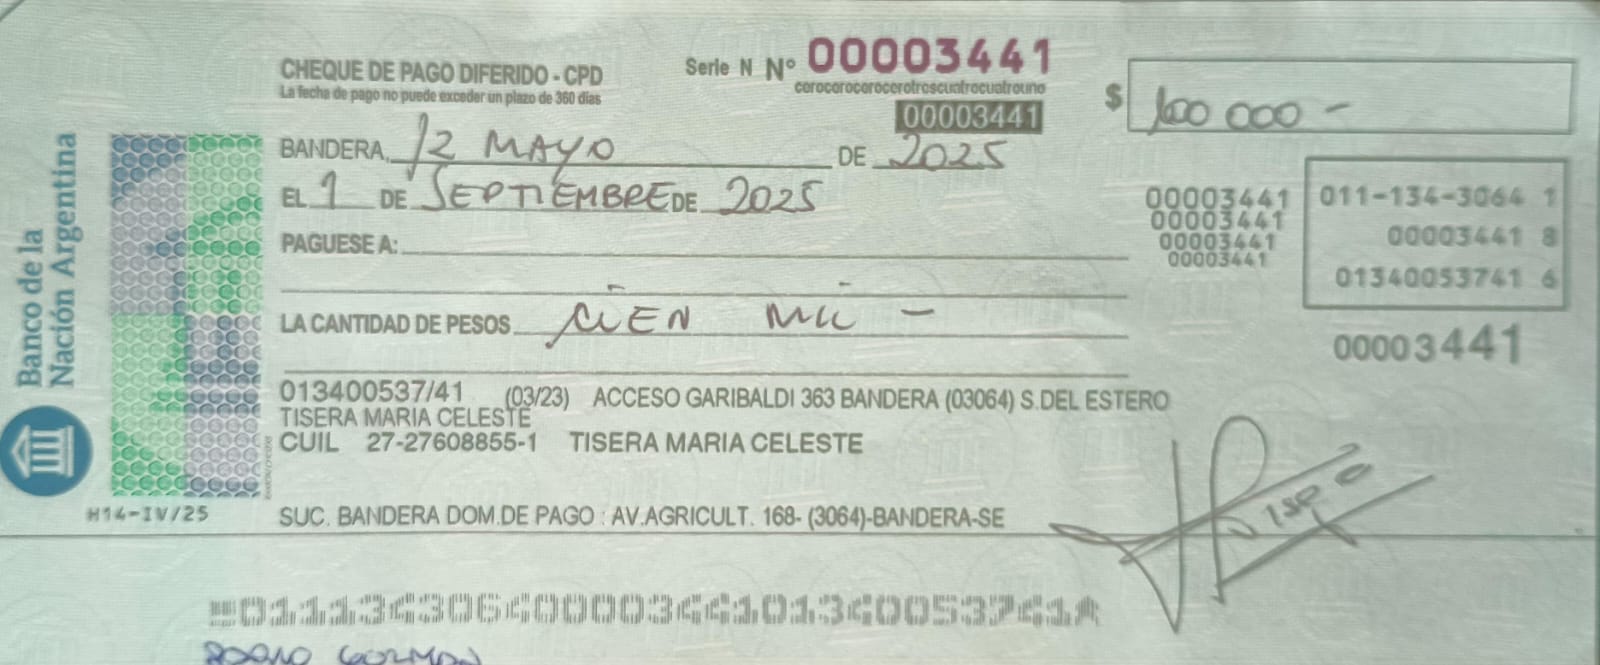 CHEQUE DE PAGO DIFERIDO - CPD
La fecha de pago no puede exceder un plazo de 360 días
Serie N Nº 00003441
cerocerocerocerotrescuatrocuatrouno
00003441
$ 100 000 -
BANDERA, 12 MAYO DE 2025
EL 1 DE SEPTIEMBRE DE 2025
PAGUESE A:
LA CANTIDAD DE PESOS CIEN MIL -
00003441
00003441
00003441
00003441
011-134-3064 1
00003441 8
01340053741 6
00003441
013400537/41 (03/23) ACCESO GARIBALDI 363 BANDERA (03064) S.DEL ESTERO
TISERA MARIA CELESTE
CUIL 27-27608855-1 TISERA MARIA CELESTE
SUC. BANDERA DOM.DE PAGO : AV.AGRICULT. 168- (3064)-BANDERA-SE
Banco de la
Nación Argentina
H14-IV/25
01113430640000344101340053741